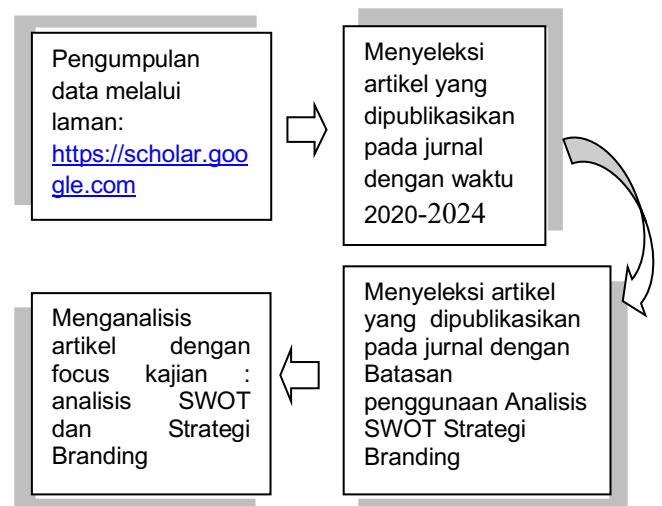 Pengumpulan
data melalui
laman:
https://scholar.goo
gle.com
Menyeleksi
artikel yang
dipublikasikan
pada jurnal
dengan waktu
2020-2024
Menyeleksi artikel
yang dipublikasikan
pada jurnal dengan
Batasan
penggunaan Analisis
SWOT Strategi
Branding
Menganalisis
artikel dengan
focus kajian :
analisis SWOT
dan Strategi
Branding